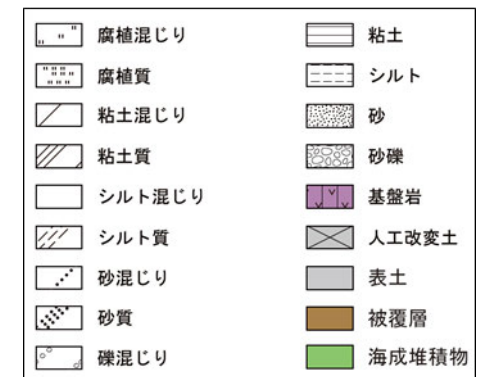 腐植混じり
腐植質
粘土混じり
粘土質
シルト混じり
シルト質
砂混じり
砂質
礫混じり
粘土
シルト
砂
砂礫
基盤岩
人工改変土
表土
被覆層
海成堆積物